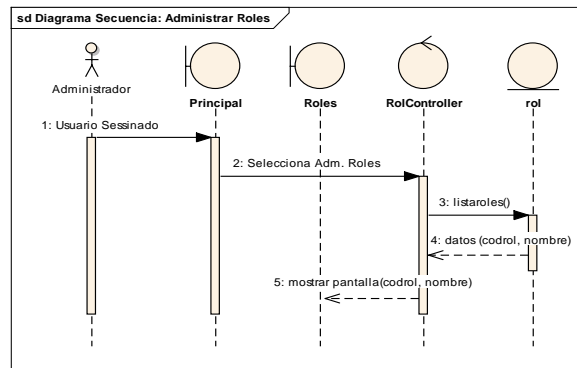 sd Diagrama Secuencia: Administrar Roles
Administrador
Principal
Roles
RolController
rol
1: Usuario Sessinado
2: Selecciona Adm. Roles
3: listaroles()
4: datos (codrol, nombre)
5: mostrar pantalla(codrol, nombre)